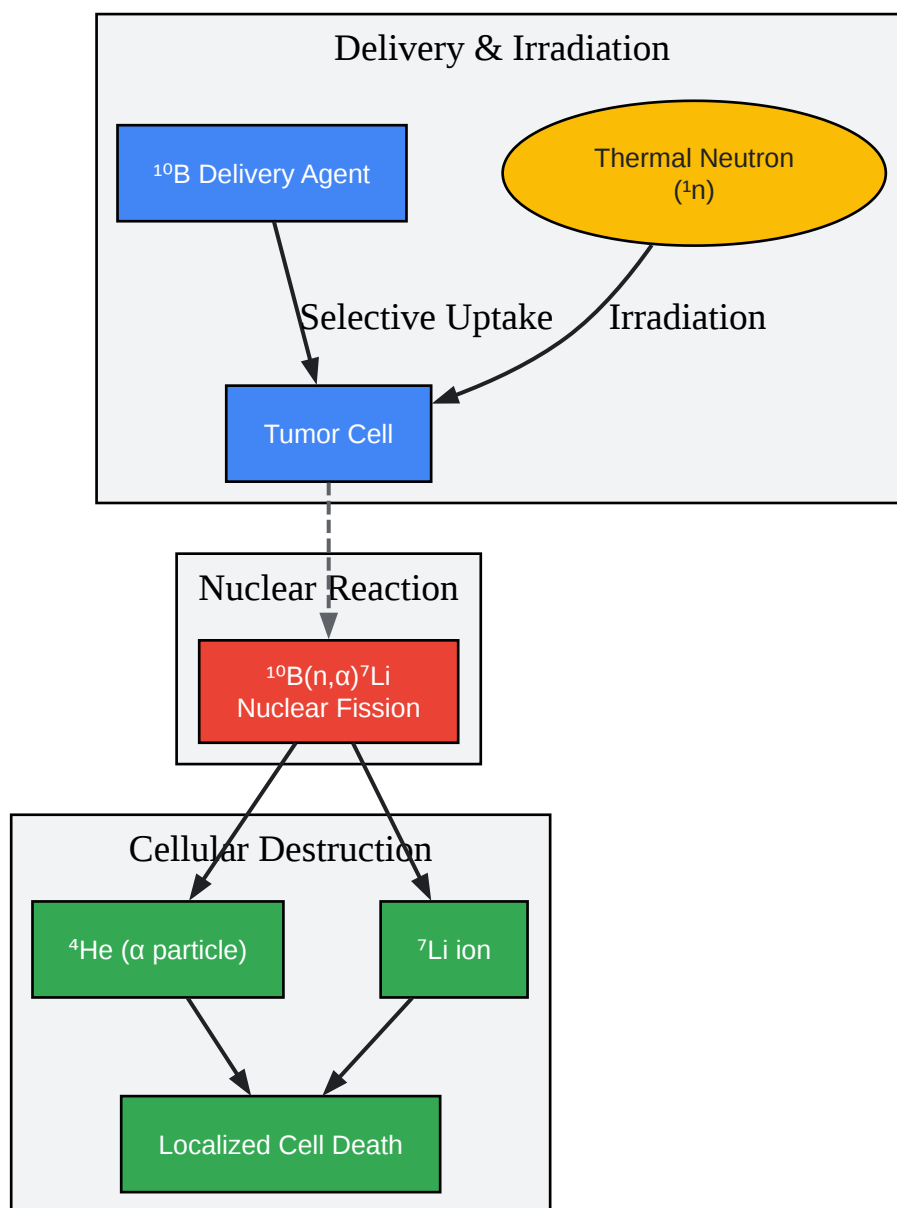 Delivery & Irradiation
¹⁰B Delivery Agent
Thermal Neutron
(¹n)
Selective Uptake
Irradiation
Tumor Cell
Nuclear Reaction
¹⁰B(n,α)⁷Li
Nuclear Fission
Cellular Destruction
⁴He (α particle)
⁷Li ion
Localized Cell Death